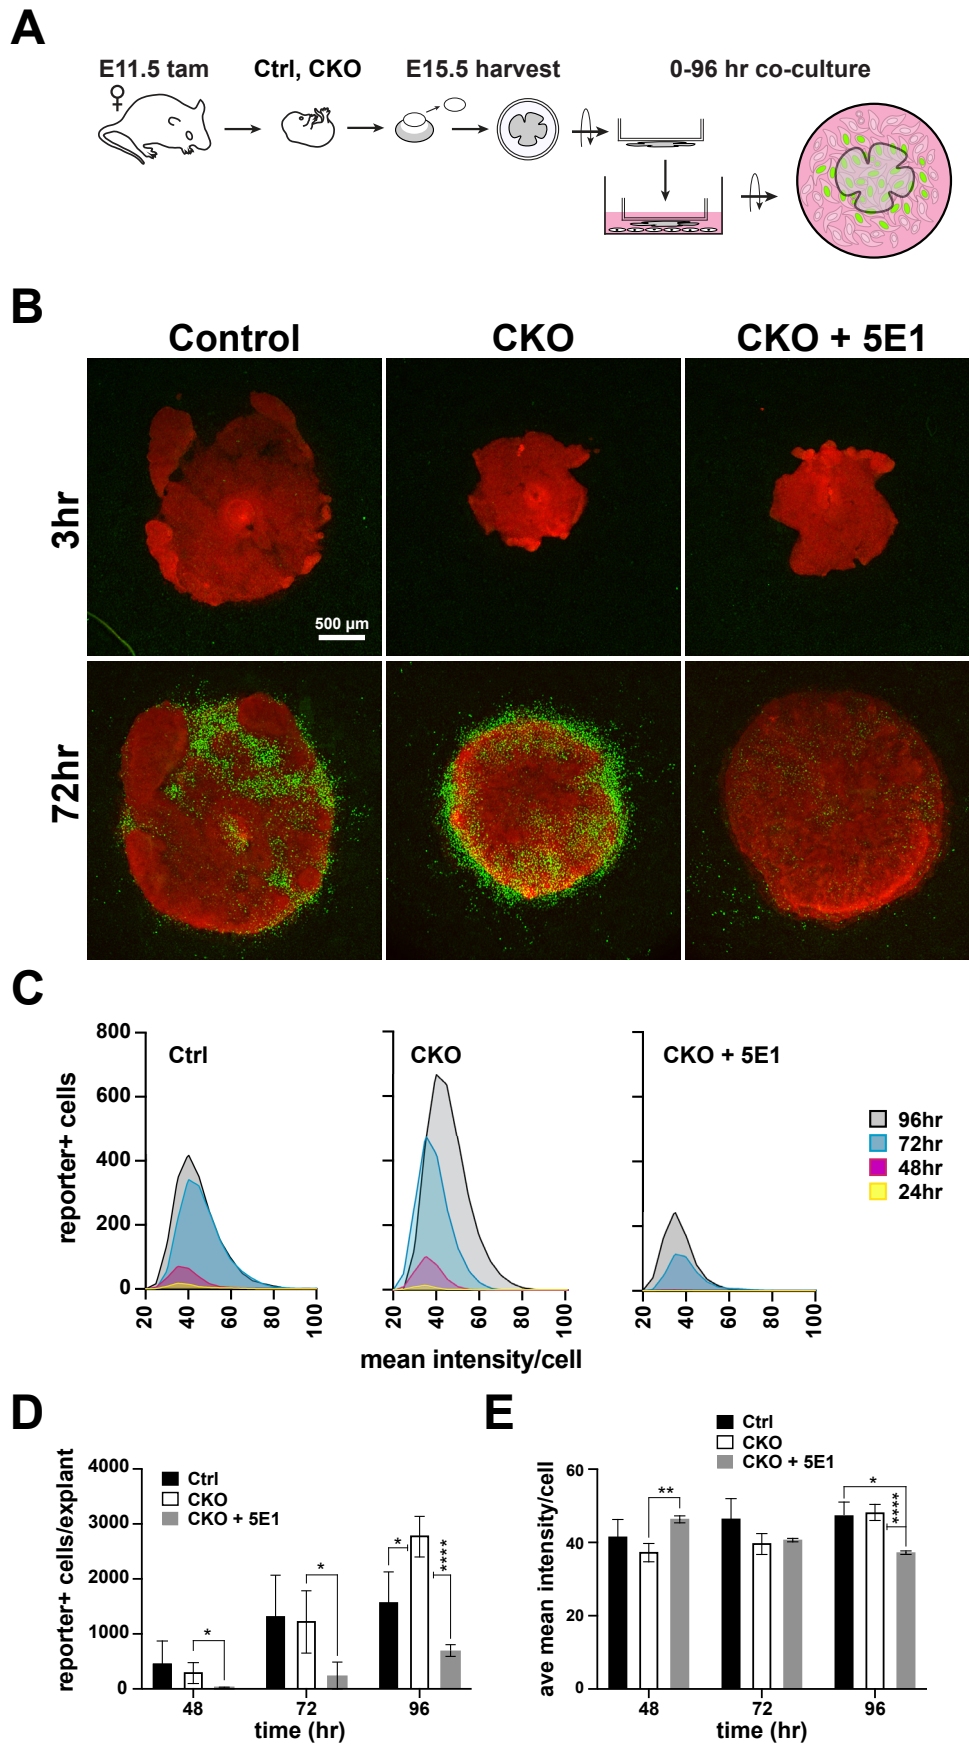 A
E11.5 tam
Ctrl, CKO
E15.5 harvest
0-96 hr co-culture
♀
B
Control
CKO
CKO + 5E1
3hr
500 µm
72hr
C
reporter+ cells
800
600
400
200
0
Ctrl
CKO
CKO + 5E1
96hr
72hr
48hr
24hr
20 40 60 80 100
20 40 60 80 100
20 40 60 80 100
mean intensity/cell
D
reporter+ cells/explant
4000
3000
2000
1000
0
Ctrl
CKO
CKO + 5E1
*
*
*
****
48 72 96
time (hr)
E
ave mean intensity/cell
Ctrl
CKO
CKO + 5E1
60
40
20
0
**
*
****
48 72 96
time (hr)